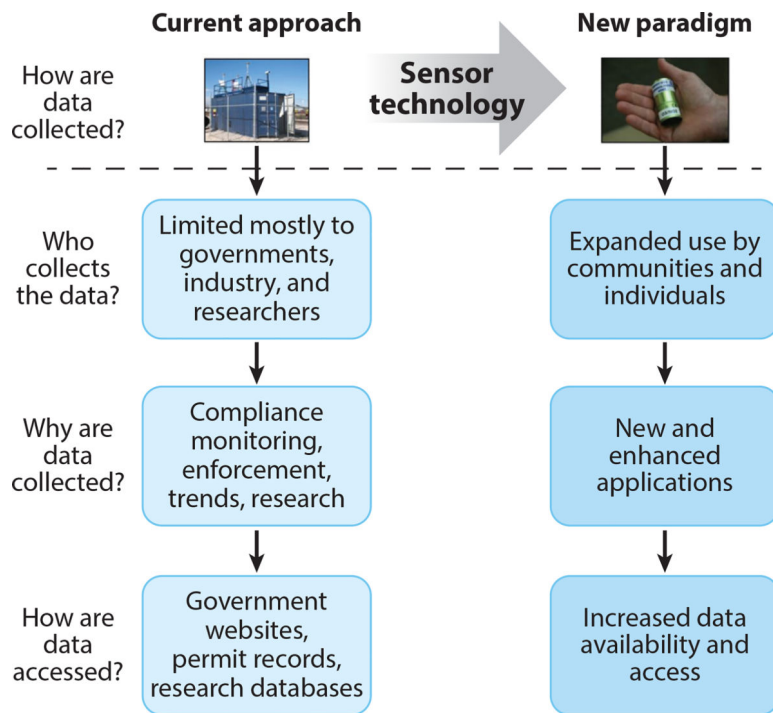 Current approach
New paradigm
How are
data
collected?
Sensor
technology
Who
collects
the data?
Limited mostly to
governments,
industry, and
researchers
Expanded use by
communities and
individuals
Why are
data
collected?
Compliance
monitoring,
enforcement,
trends, research
New and
enhanced
applications
How are
data
accessed?
Government
websites,
permit records,
research databases
Increased data
availability and
access